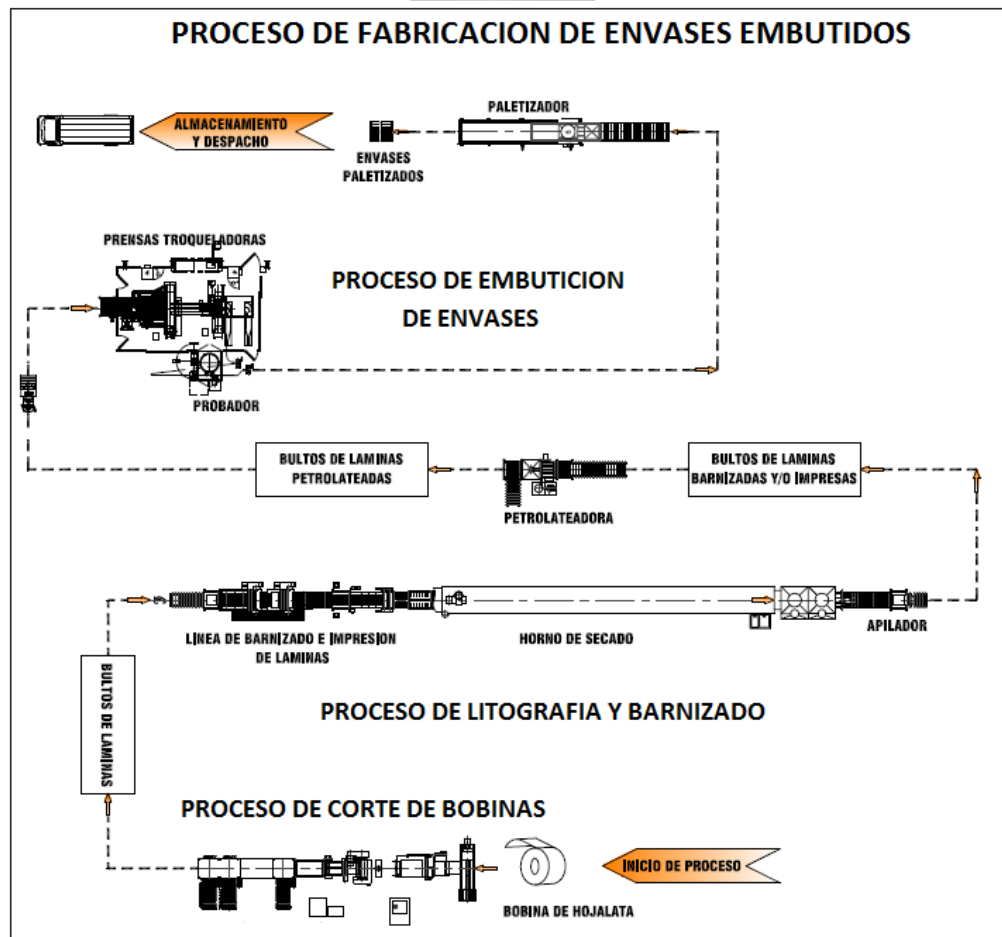 PROCESO DE FABRICACION DE ENVASES EMBUTIDOS
PALETIZADOR
ALMACENAMIENTO
Y DESPACHO
ENVASES
PALETIZADOS
PRENSAS TROQUELADORAS
PROCESO DE EMBUTICION
DE ENVASES
PROBADOR
BULTOS DE LAMINAS
PETROLATEADAS
BULTOS DE LAMINAS
BARNIZADAS Y/O IMPRESAS
PETROLATEADORA
LINEA DE BARNIZADO E IMPRESION
DE LAMINAS
HORNO DE SECADO
APILADOR
BULTOS DE LAMINAS
PROCESO DE LITOGRAFIA Y BARNIZADO
PROCESO DE CORTE DE BOBINAS
INICIO DE PROCESO
BOBINA DE HOJALATA